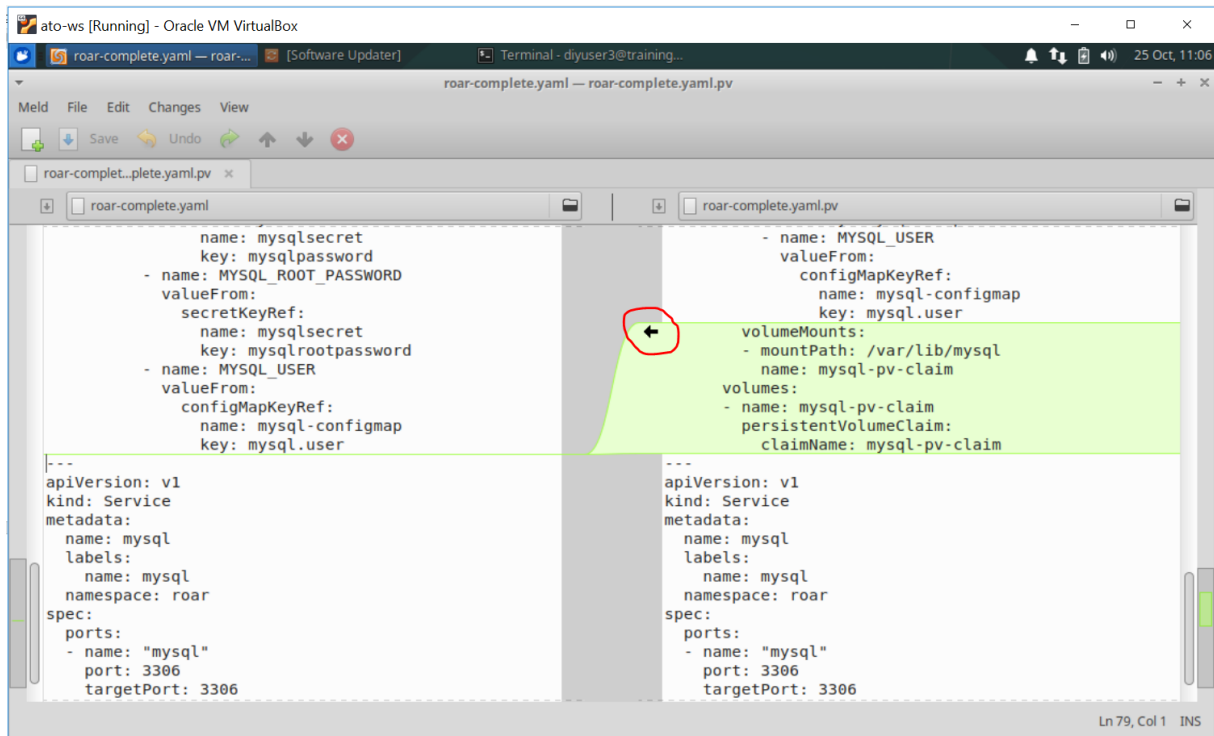 ato-ws [Running] - Oracle VM VirtualBox
roar-complete.yaml — roar-... [Software Updater] Terminal - diyuser3@training... 25 Oct, 11:06
roar-complete.yaml — roar-complete.yaml.pv
Meld File Edit Changes View
Save Undo
roar-complet...plete.yaml.pv
roar-complete.yaml
name: mysqlsecret
key: mysqlpassword
- name: MYSQL_ROOT_PASSWORD
valueFrom:
secretKeyRef:
name: mysqlsecret
key: mysqlrootpassword
- name: MYSQL_USER
valueFrom:
configMapKeyRef:
name: mysql-configmap
key: mysql.user
---
apiVersion: v1
kind: Service
metadata:
name: mysql
labels:
name: mysql
namespace: roar
spec:
ports:
- name: "mysql"
port: 3306
targetPort: 3306
roar-complete.yaml.pv
- name: MYSQL_USER
valueFrom:
configMapKeyRef:
name: mysql-configmap
key: mysql.user
volumeMounts:
- mountPath: /var/lib/mysql
name: mysql-pv-claim
volumes:
- name: mysql-pv-claim
persistentVolumeClaim:
claimName: mysql-pv-claim
---
apiVersion: v1
kind: Service
metadata:
name: mysql
labels:
name: mysql
namespace: roar
spec:
ports:
- name: "mysql"
port: 3306
targetPort: 3306
Ln 79, Col 1 INS